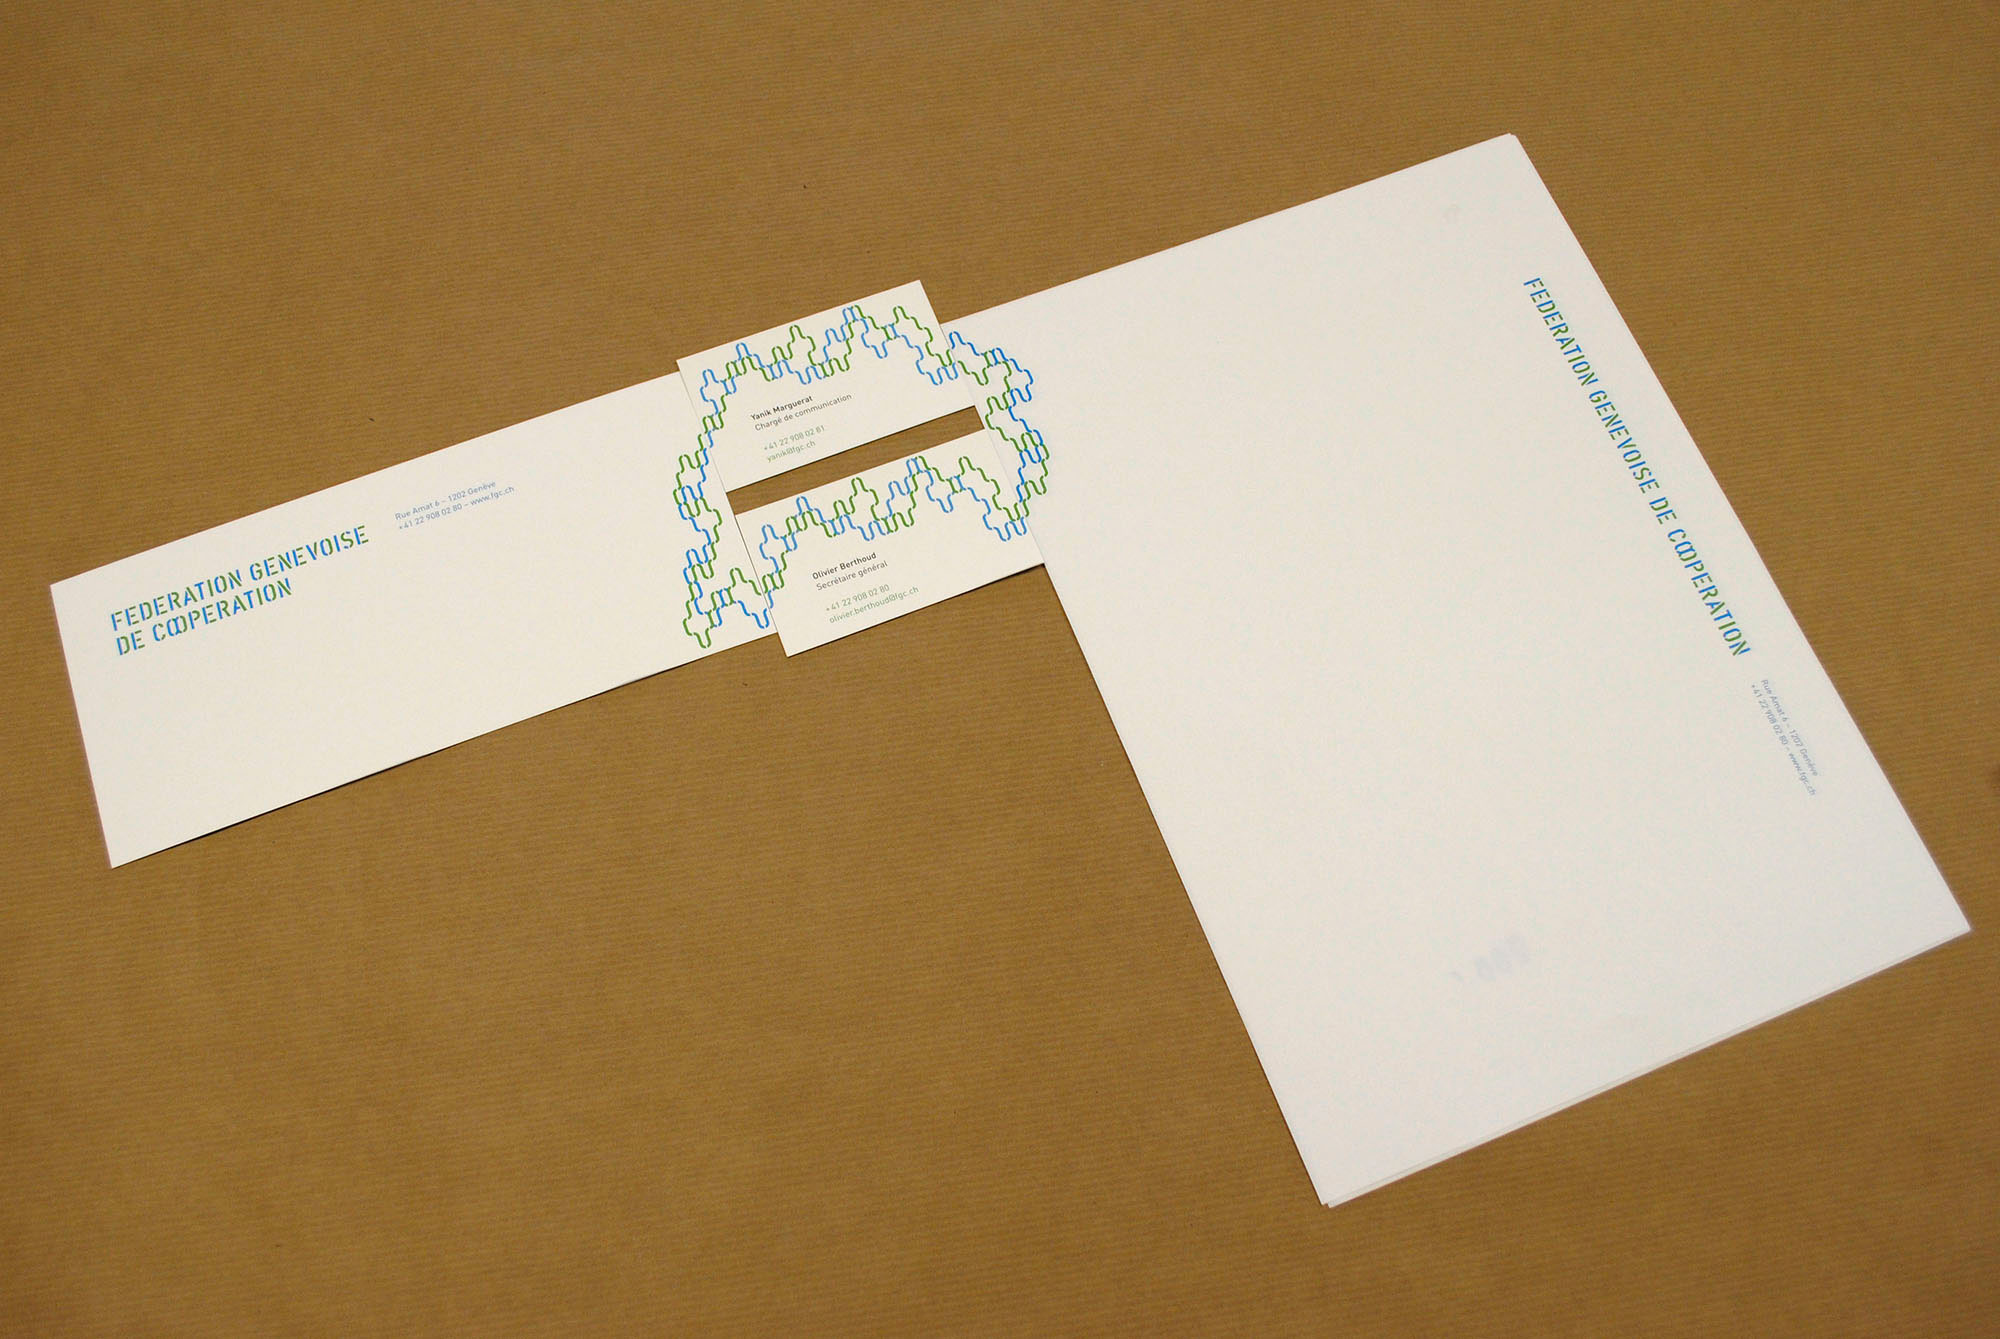 FEDERATION GENEVOISE
DE COOPERATION
Rue Amat 6 – 1202 Genève
+41 22 908 02 80 – www.fgc.ch
Yanik Marguerat
Chargé de communication
+41 22 908 02 81
yanik@fgc.ch
Olivier Berthoud
Secrétaire général
+41 22 908 02 80
olivier.berthoud@fgc.ch
FEDERATION GENEVOISE DE COOPERATION
Rue Amat 6 – 1202 Genève
+41 22 908 02 80 – www.fgc.ch